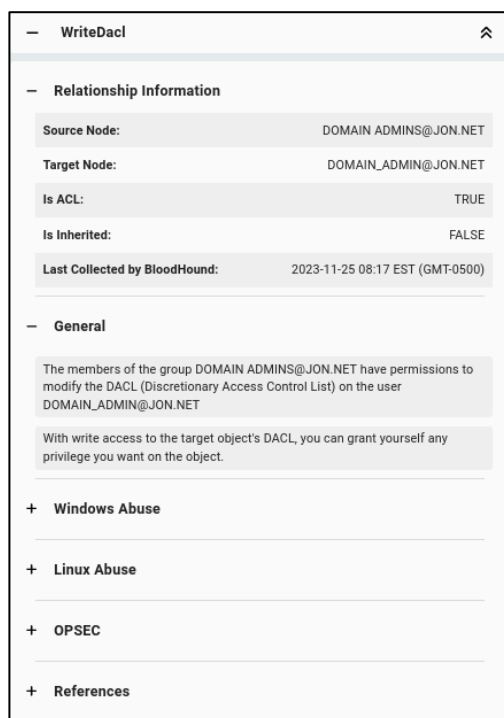 WriteDacl
Relationship Information
Source Node: DOMAIN ADMINS@JON.NET
Target Node: DOMAIN_ADMIN@JON.NET
Is ACL: TRUE
Is Inherited: FALSE
Last Collected by BloodHound: 2023-11-25 08:17 EST (GMT-0500)
General
The members of the group DOMAIN ADMINS@JON.NET have permissions to
modify the DACL (Discretionary Access Control List) on the user
DOMAIN_ADMIN@JON.NET
With write access to the target object's DACL, you can grant yourself any
privilege you want on the object.
Windows Abuse
Linux Abuse
OPSEC
References